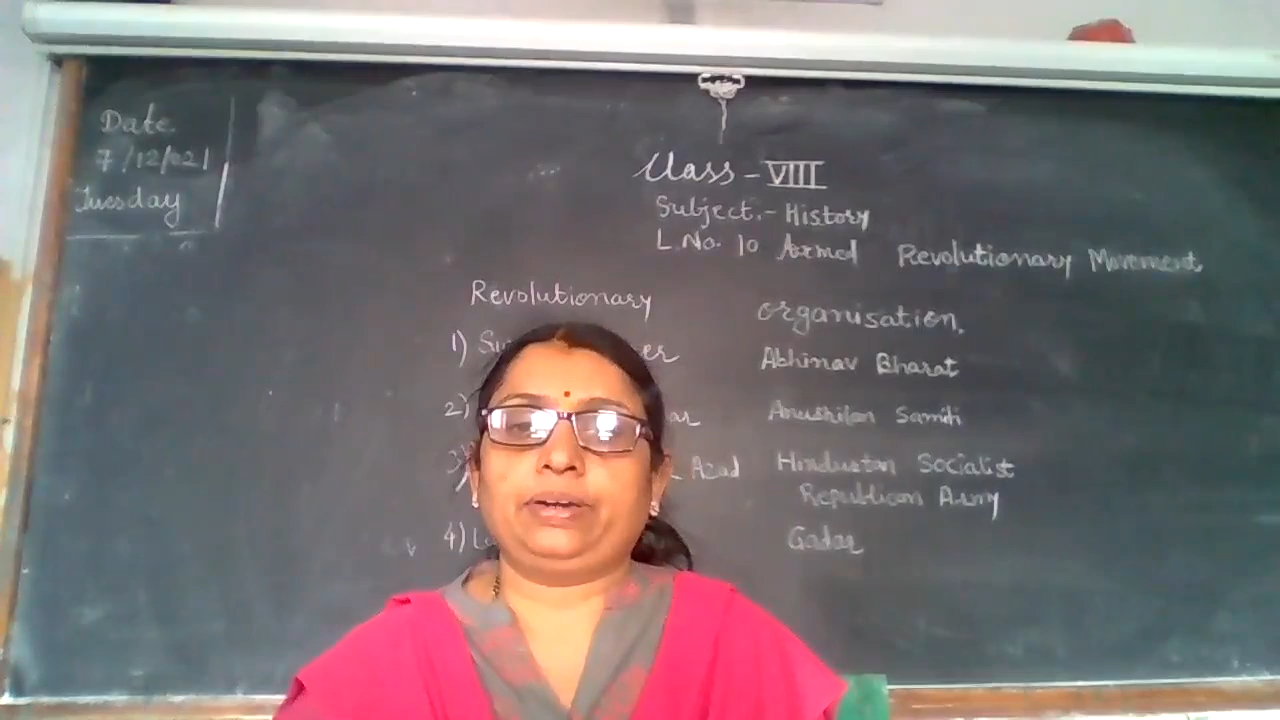 Date
7/12/021
Tuesday
Class - VIII
Subject:- History
L.No. 10 Armed Revolutionary Movement
Revolutionary organisation.
1) Abhinav Bharat
2) Anushilan Samiti
3) Azad Hindustan Socialist
Republican Army
4) Gadar